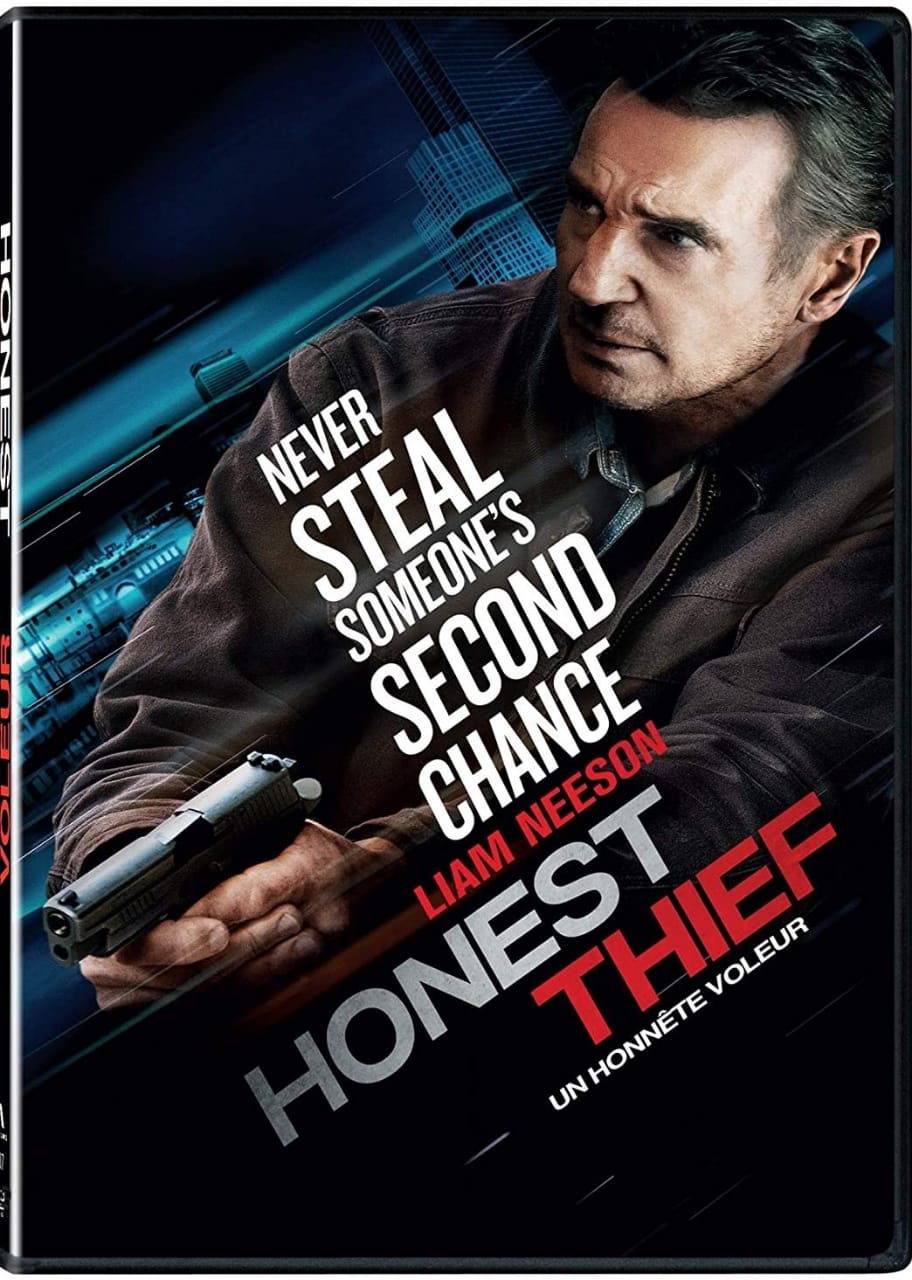 NEVER
STEAL
SOMEONE'S
SECOND
CHANCE
LIAM NEESON
HONEST
THIEF
UN HONNÊTE VOLEUR
HONEST
VOLEUR